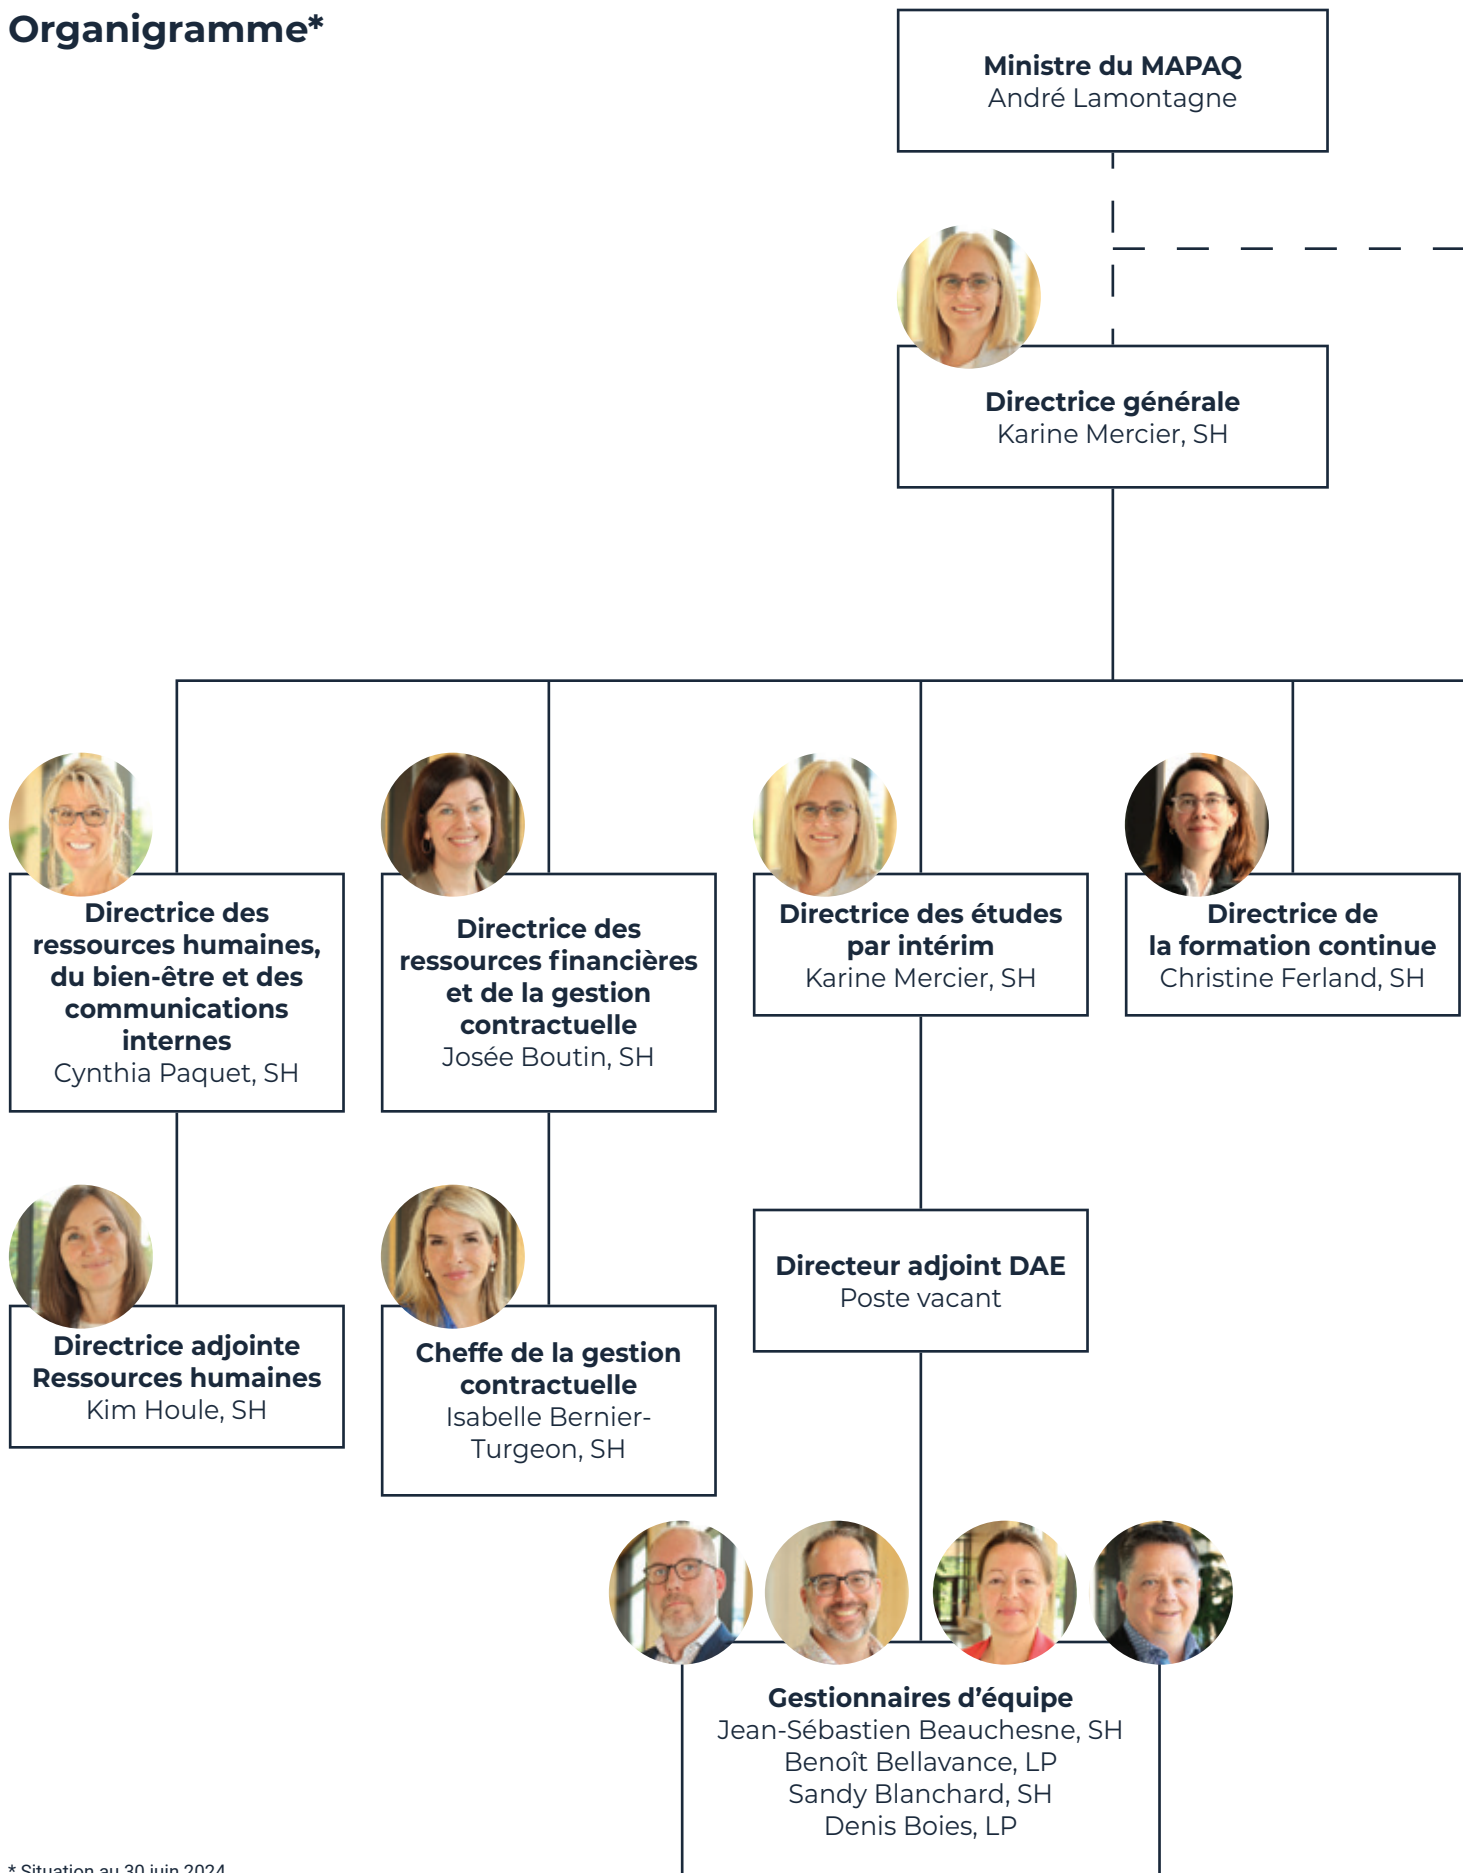 Organigramme*
Ministre du MAPAQ
André Lamontagne
Directrice générale
Karine Mercier, SH
Directrice des
ressources humaines,
du bien-être et des
communications
internes
Cynthia Paquet, SH
Directrice des
ressources financières
et de la gestion
contractuelle
Josée Boutin, SH
Directrice des études
par intérim
Karine Mercier, SH
Directrice de
la formation continue
Christine Ferland, SH
Directrice adjointe
Ressources humaines
Kim Houle, SH
Cheffe de la gestion
contractuelle
Isabelle Bernier-
Turgeon, SH
Directeur adjoint DAE
Poste vacant
Gestionnaires d’équipe
Jean-Sébastien Beauchesne, SH
Benoît Bellavance, LP
Sandy Blanchard, SH
Denis Boies, LP
* Situation au 30 juin 2024